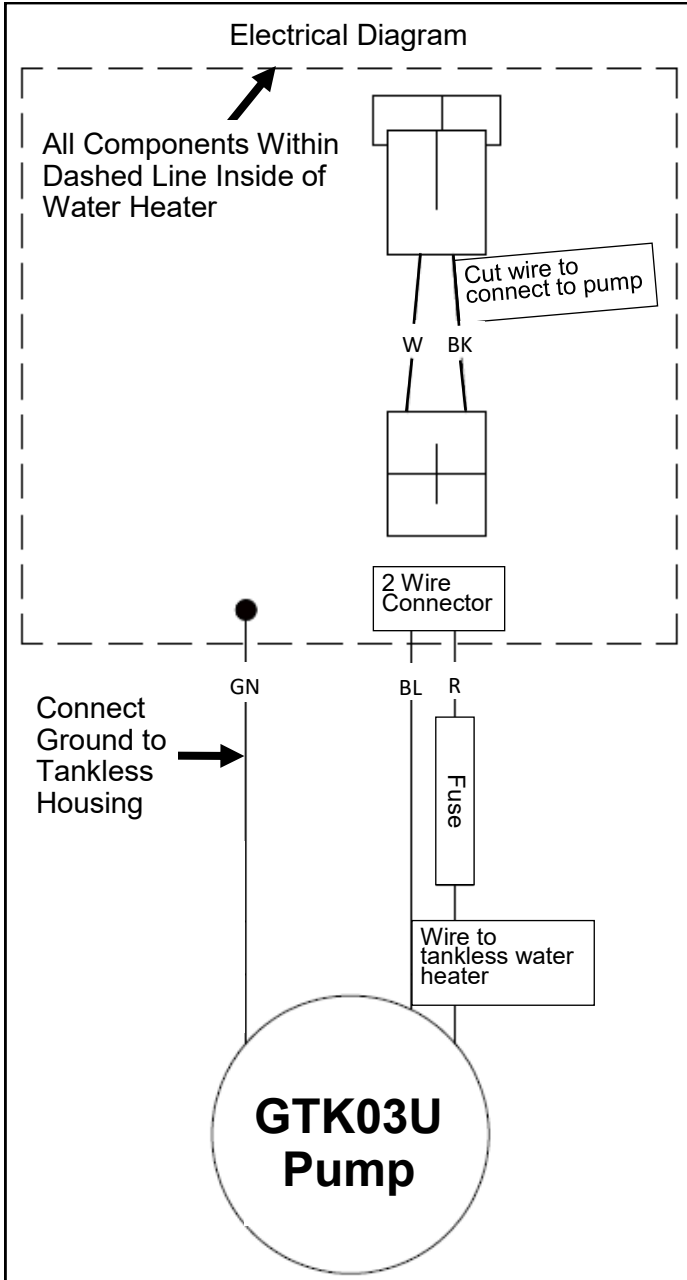 Electrical Diagram
All Components Within
Dashed Line Inside of
Water Heater
Cut wire to
connect to pump
W BK
2 Wire
Connector
GN BL R
Connect
Ground to
Tankless
Housing
Fuse
Wire to
tankless water
heater
GTK03U
Pump